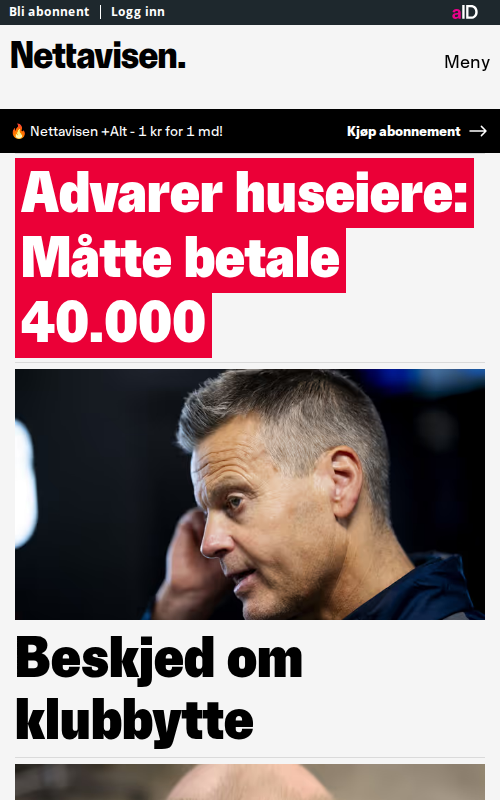 Bli abonnent | Logg inn
aID
Nettavisen.
Meny
🔥 Nettavisen +Alt - 1 kr for 1 md!
Kjøp abonnement →
Advarer huseiere:
Måtte betale
40.000
Beskjed om
klubbytte